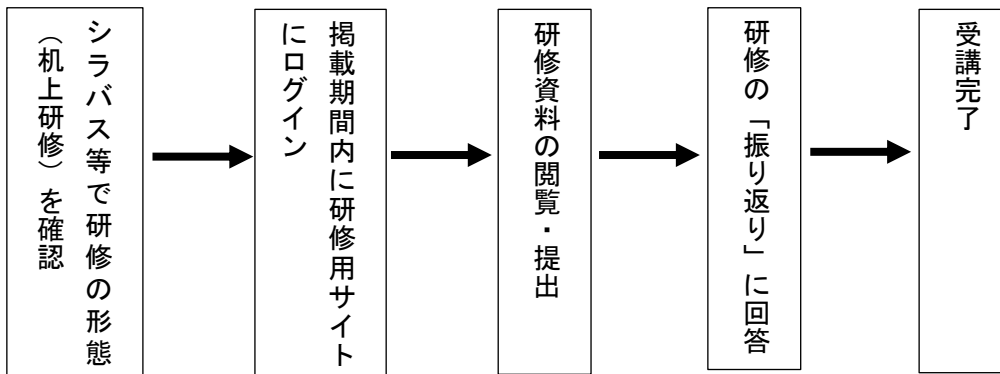 シラバス等で研修の形態
（机上研修）を確認
掲載期間内に研修用サイト
にログイン
研修資料の閲覧・提出
研修の「振り返り」に回答
受講完了